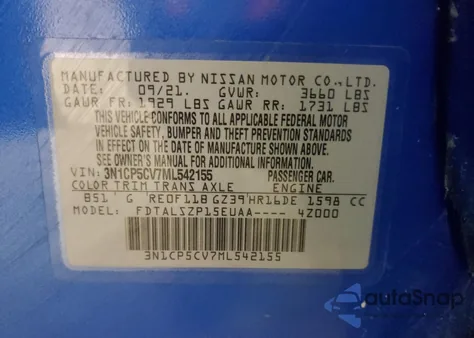 MANUFACTURED BY NISSAN MOTOR CO.,LTD.
DATE: 09/21. GVWR: 3660 LBS
GAWR FR: 1929 LBS GAWR RR: 1731 LBS
THIS VEHICLE CONFORMS TO ALL APPLICABLE FEDERAL MOTOR
VEHICLE SAFETY, BUMPER AND THEFT PREVENTION STANDARDS
IN EFFECT ON THE DATE OF MANUFACTURE SHOWN ABOVE.
SEE OWNER'S MANUAL FOR ADDITIONAL INFORMATION.
VIN: 3N1CP5CV7ML542155 PASSENGER CAR.
COLOR TRIM TRANS AXLE ENGINE
B51 G RE0F11B GZ39 HR16DE 1598 CC
MODEL: FDTALSZP15EUAA---- 4Z000
3N1CP5CV7ML542155
autoSnap